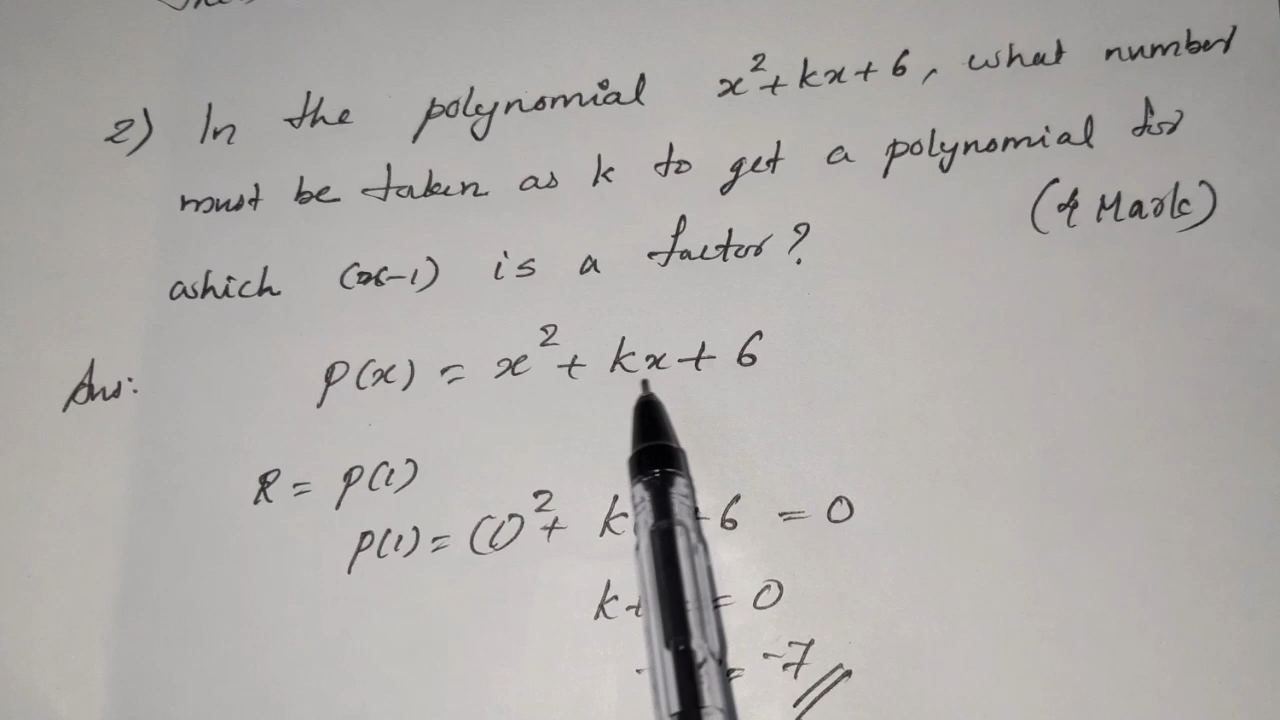 2) In the polynomial x²+kx+6, what number
must be taken as k to get a polynomial for
which (x-1) is a factor?
(4 Mark)
Ans: P(x) = x² + kx + 6
R = P(1)
P(1) = (1)² + k 6 = 0
k+ = 0
= -7